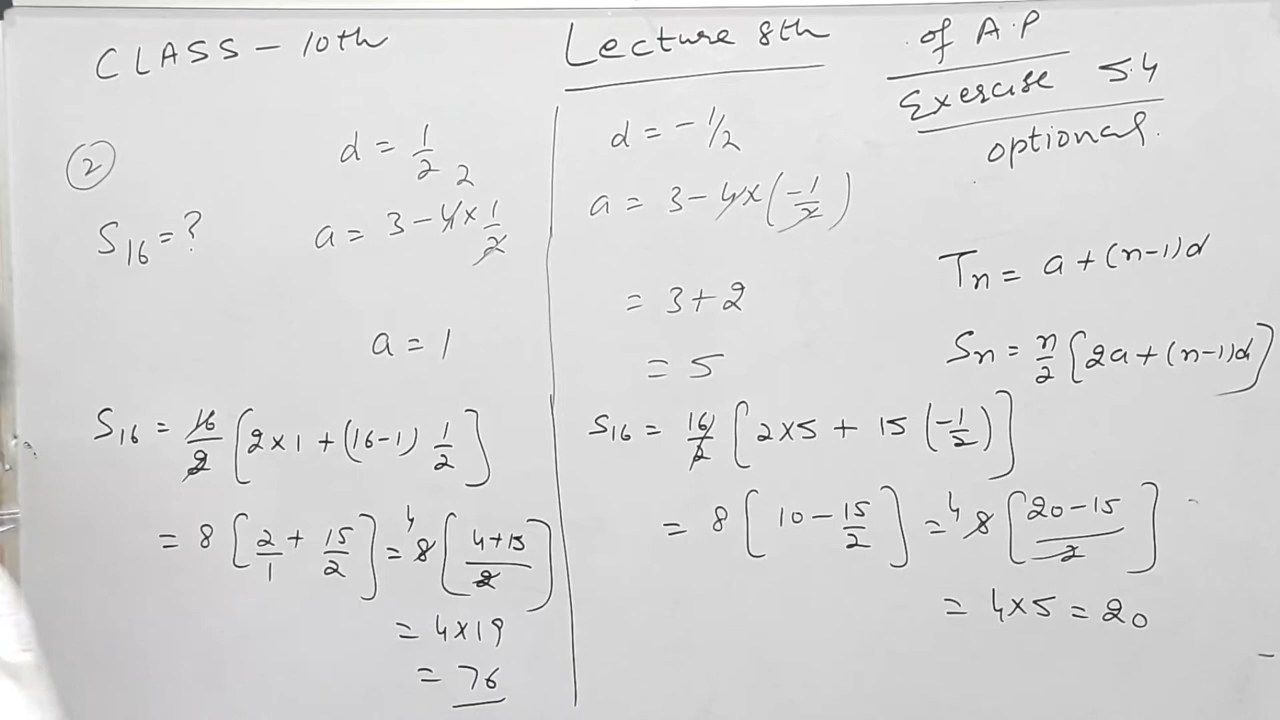 CLASS - 10th
Lecture 8th
of A.P
Exercise 5.4
optional.
②
S₁₆ = ?
d = 1/2
a = 3 - 4 × 1/2
2
a = 1
S₁₆ = 16/2 [2×1 + (16-1) 1/2]
= 8 [2/1 + 15/2] = 8 [(4+15)/2]
4
= 4×19
= 76
d = -1/2
a = 3 - 4×(-1/2)
= 3+2
= 5
S₁₆ = 16/2 [2×5 + 15 (-1/2)]
= 8 [10 - 15/2] = 8 [(20-15)/2]
4
= 4×5 = 20
Tn = a + (n-1)d
Sn = n/2 [2a + (n-1)d]